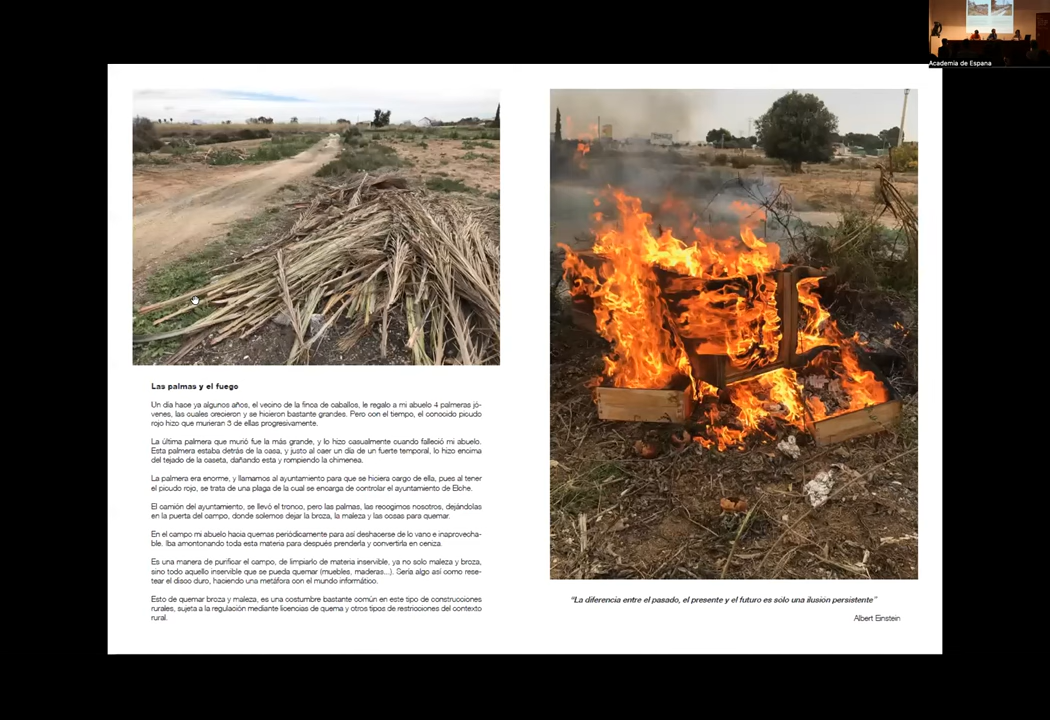 Academia de Espana
Las palmas y el fuego
Un día hace ya algunos años, el vecino de la finca de caballos, le regalo a mi abuelo 4 palmeras jó-
venes, las cuales crecieron y se hicieron bastante grandes. Pero con el tiempo, el conocido picudo
rojo hizo que murieran 3 de ellas progresivamente.
La última palmera que murió fue la más grande, y lo hizo casualmente cuando falleció mi abuelo.
Esta palmera estaba detrás de la casa, y justo al caer un día de un fuerte temporal, lo hizo encima
del tejado de la caseta, dañando esta y rompiendo la chimenea.
La palmera era enorme, y llamamos al ayuntamiento para que se hiciera cargo de ella, pues al tener
el picudo rojo, se trata de una plaga de la cual se encarga de controlar el ayuntamiento de Elche.
El camión del ayuntamiento, se llevó el tronco, pero las palmas, las recogimos nosotros, dejándolas
en la puerta del campo, donde solemos dejar la broza, la maleza y las cosas para quemar.
En el campo mi abuelo hacia quemas periódicamente para así deshacerse de lo vano e inaprovecha-
ble. Iba amontonando toda esta materia para después prenderla y convertirla en ceniza.
Es una manera de purificar el campo, de limpiarlo de materia inservible, ya no solo maleza y broza,
sino todo aquello inservible que se pueda quemar (muebles, maderas...). Sería algo así como rese-
tear el disco duro, haciendo una metáfora con el mundo informático.
Esto de quemar broza y maleza, es una costumbre bastante común en este tipo de construcciones
rurales, sujeta a la regulación mediante licencias de quema y otros tipos de restricciones del contexto
rural.
"La diferencia entre el pasado, el presente y el futuro es solo una ilusión persistente"
Albert Einstein